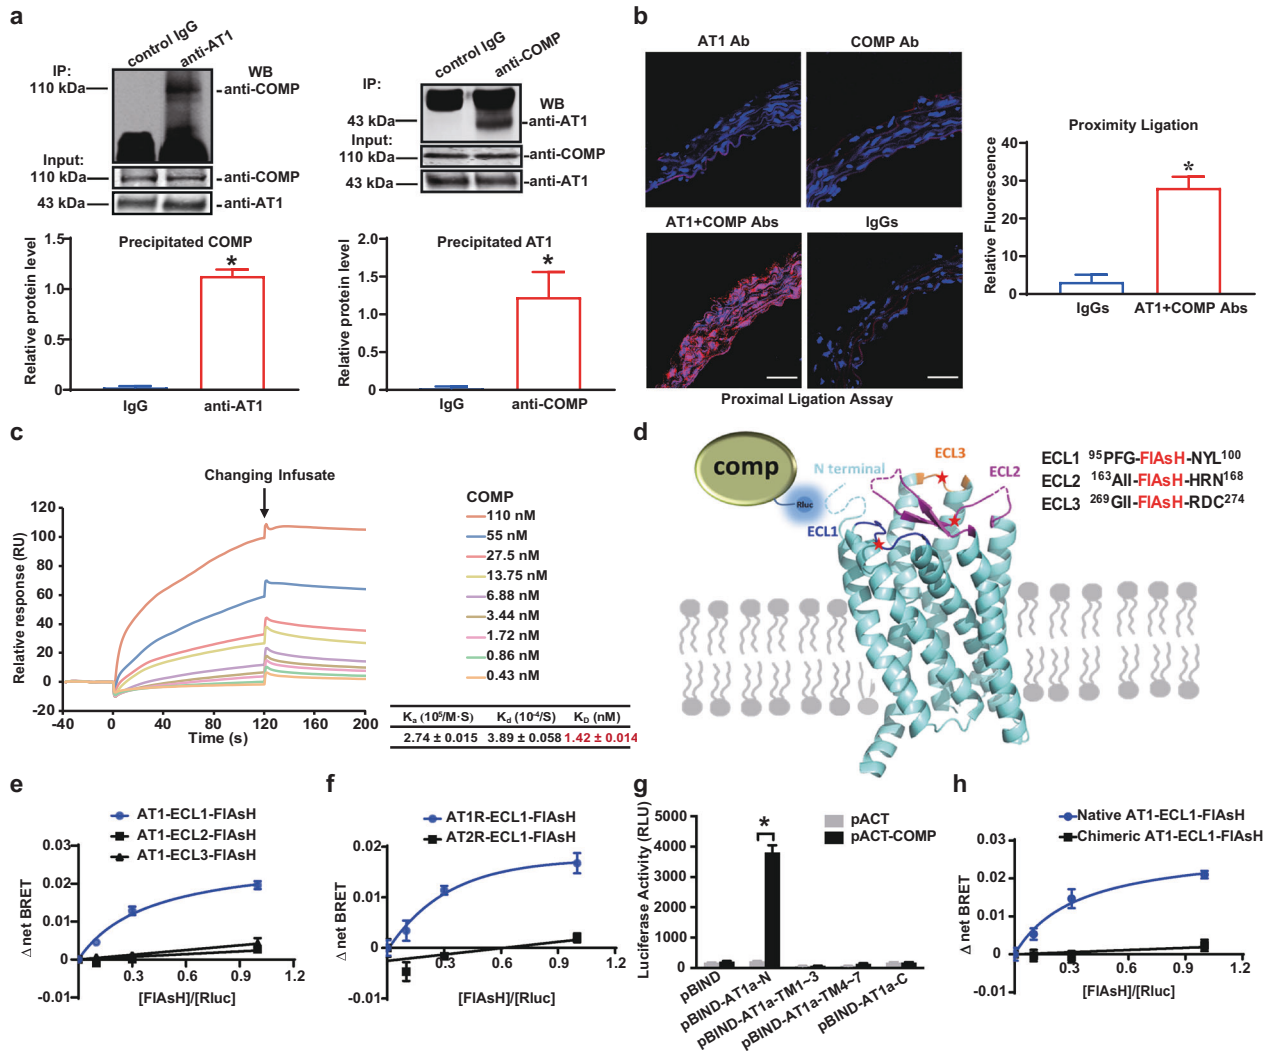 a
control IgG
anti-AT1
IP:
WB
110 kDa
anti-COMP
Input:
110 kDa
anti-COMP
43 kDa
anti-AT1
control IgG
anti-COMP
IP:
WB
43 kDa
anti-AT1
Input:
110 kDa
anti-COMP
43 kDa
anti-AT1
Precipitated COMP
Relative protein level
1.5
1.0
0.5
0
*
IgG
anti-AT1
Precipitated AT1
Relative protein level
2.0
1.5
1.0
0.5
0
*
IgG
anti-COMP
b
AT1 Ab
COMP Ab
AT1+COMP Abs
IgGs
Proximal Ligation Assay
Proximity Ligation
Relative Fluorescence
40
30
20
10
0
*
IgGs
AT1+COMP Abs
c
Changing Infusate
Relative response (RU)
120
100
80
60
40
20
0
-20
-40
0
40
80
120
160
200
Time (s)
COMP
110 nM
55 nM
27.5 nM
13.75 nM
6.88 nM
3.44 nM
1.72 nM
0.86 nM
0.43 nM
Ka (10⁵/M·S) Kd (10⁻⁴/S) KD (nM)
2.74 ± 0.015 3.89 ± 0.058 1.42 ± 0.014
d
comp
Rluc
N terminal
ECL1
ECL3
ECL2
ECL1 ⁹⁵PFG-FlAsH-NYL¹⁰⁰
ECL2 ¹⁶³AII-FlAsH-HRN¹⁶⁸
ECL3 ²⁶⁹GII-FlAsH-RDC²⁷⁴
e
AT1-ECL1-FlAsH
AT1-ECL2-FlAsH
AT1-ECL3-FlAsH
Δ net BRET
0.03
0.02
0.01
0
-0.01
0.3
0.6
0.9
1.2
[FlAsH]/[Rluc]
f
AT1R-ECL1-FlAsH
AT2R-ECL1-FlAsH
Δ net BRET
0.02
0.01
0
-0.01
0.3
0.6
0.9
1.2
[FlAsH]/[Rluc]
g
pACT
pACT-COMP
Luciferase Activity (RLU)
5000
4000
3000
2000
1000
0
*
pBIND
pBIND-AT1a-N
pBIND-AT1a-TM1~3
pBIND-AT1a-TM4~7
pBIND-AT1a-C
h
Native AT1-ECL1-FlAsH
Chimeric AT1-ECL1-FlAsH
Δ net BRET
0.03
0.02
0.01
0
-0.01
0.3
0.6
0.9
1.2
[FlAsH]/[Rluc]